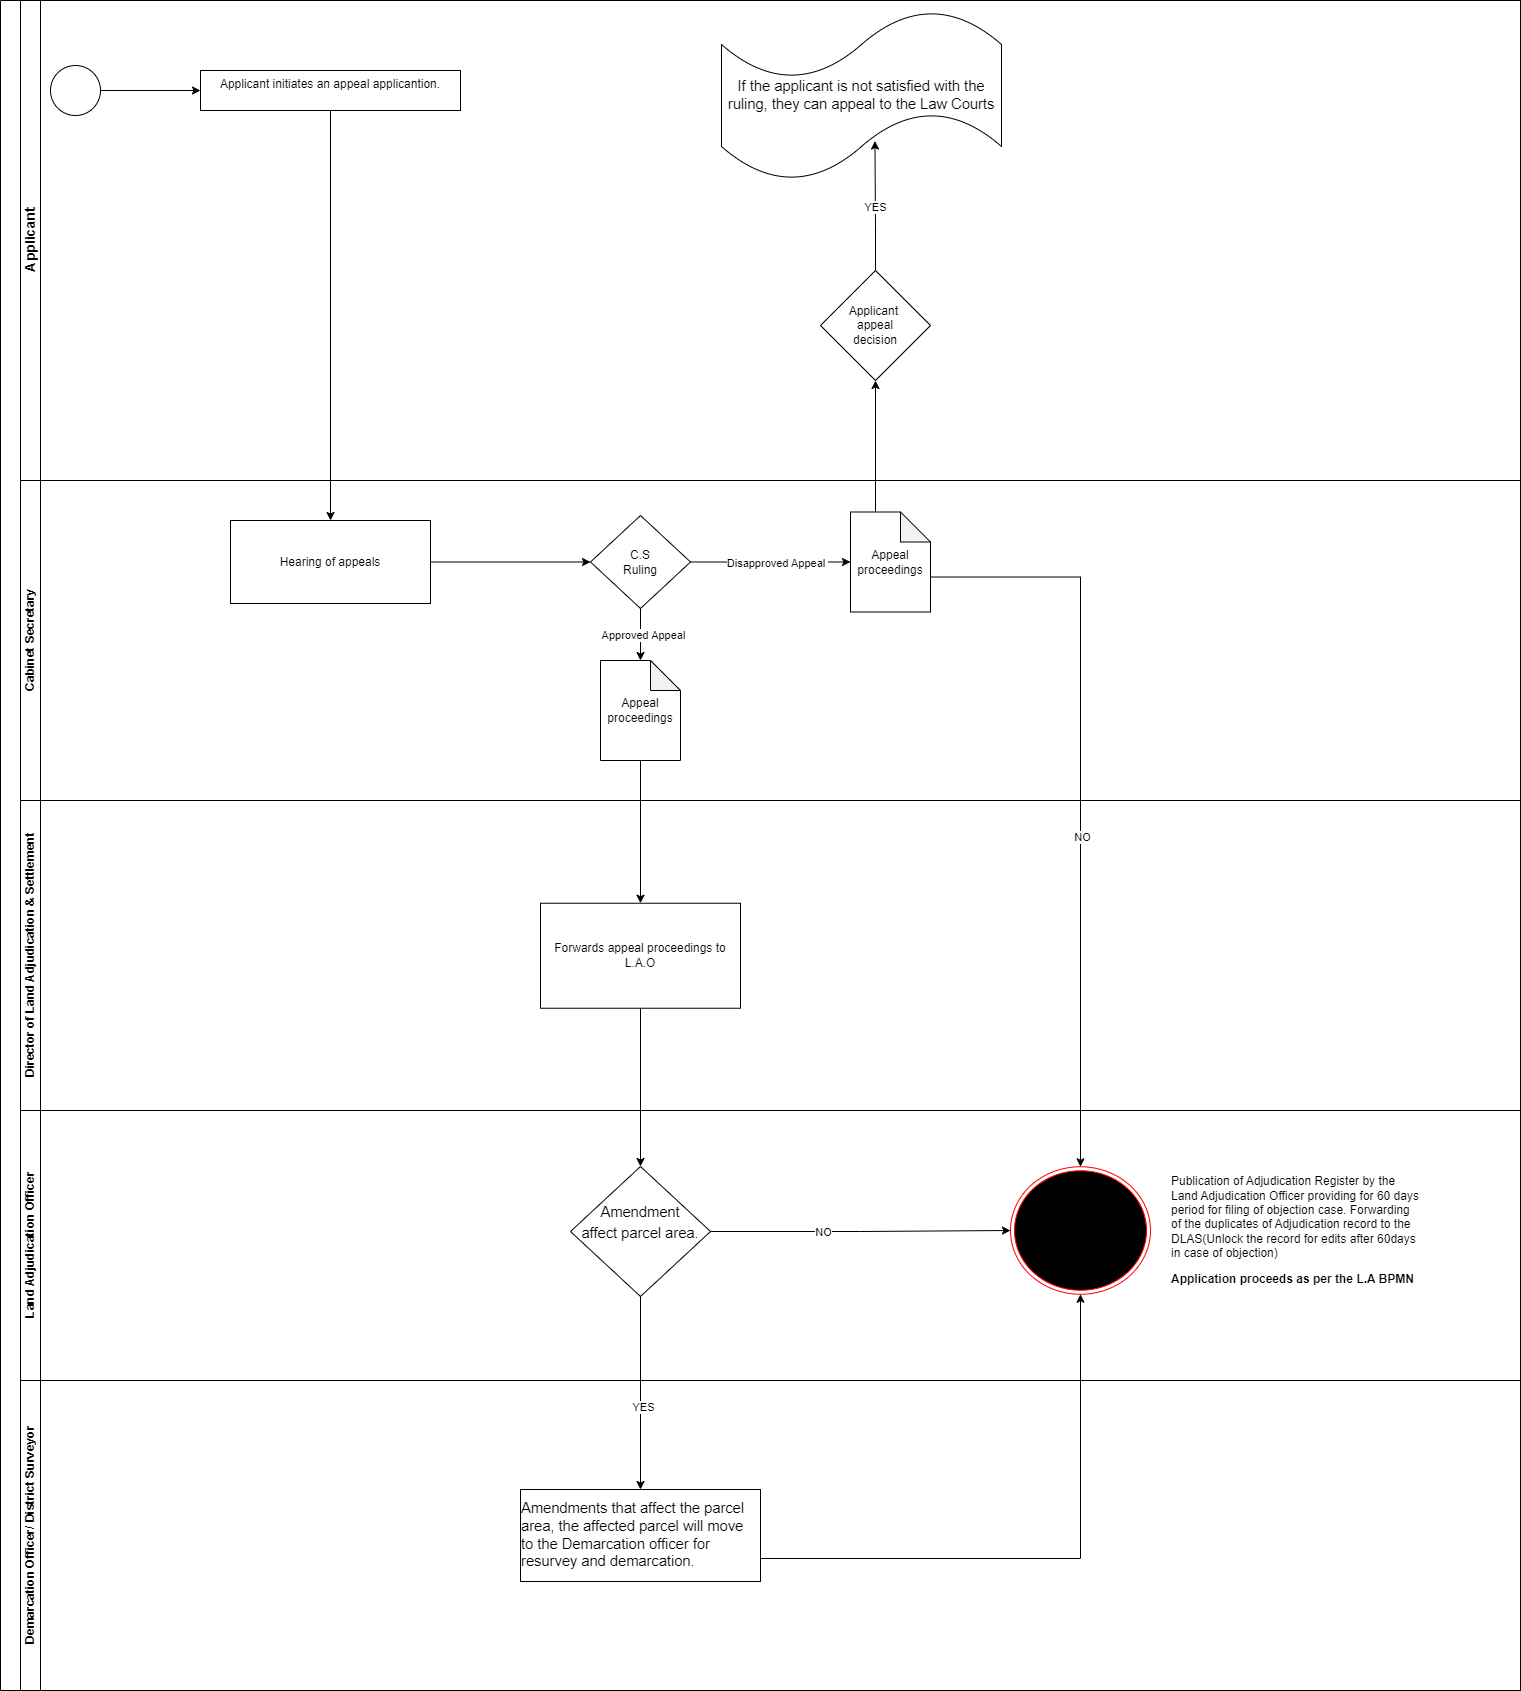 Applicant
Applicant initiates an appeal applicantion.
If the applicant is not satisfied with the
ruling, they can appeal to the Law Courts
YES
Applicant
appeal
decision
Cabinet Secretary
Hearing of appeals
C.S
Ruling
Disapproved Appeal
Appeal
proceedings
Approved Appeal
Appeal
proceedings
Director of Land Adjudication & Settlement
NO
Forwards appeal proceedings to
L.A.O
Land Adjudication Officer
Amendment
affect parcel area.
NO
Publication of Adjudication Register by the
Land Adjudication Officer providing for 60 days
period for filing of objection case. Forwarding
of the duplicates of Adjudication record to the
DLAS(Unlock the record for edits after 60days
in case of objection)
Application proceeds as per the L.A BPMN
Demarcation Officer/ District Surveyor
YES
Amendments that affect the parcel
area, the affected parcel will move
to the Demarcation officer for
resurvey and demarcation.